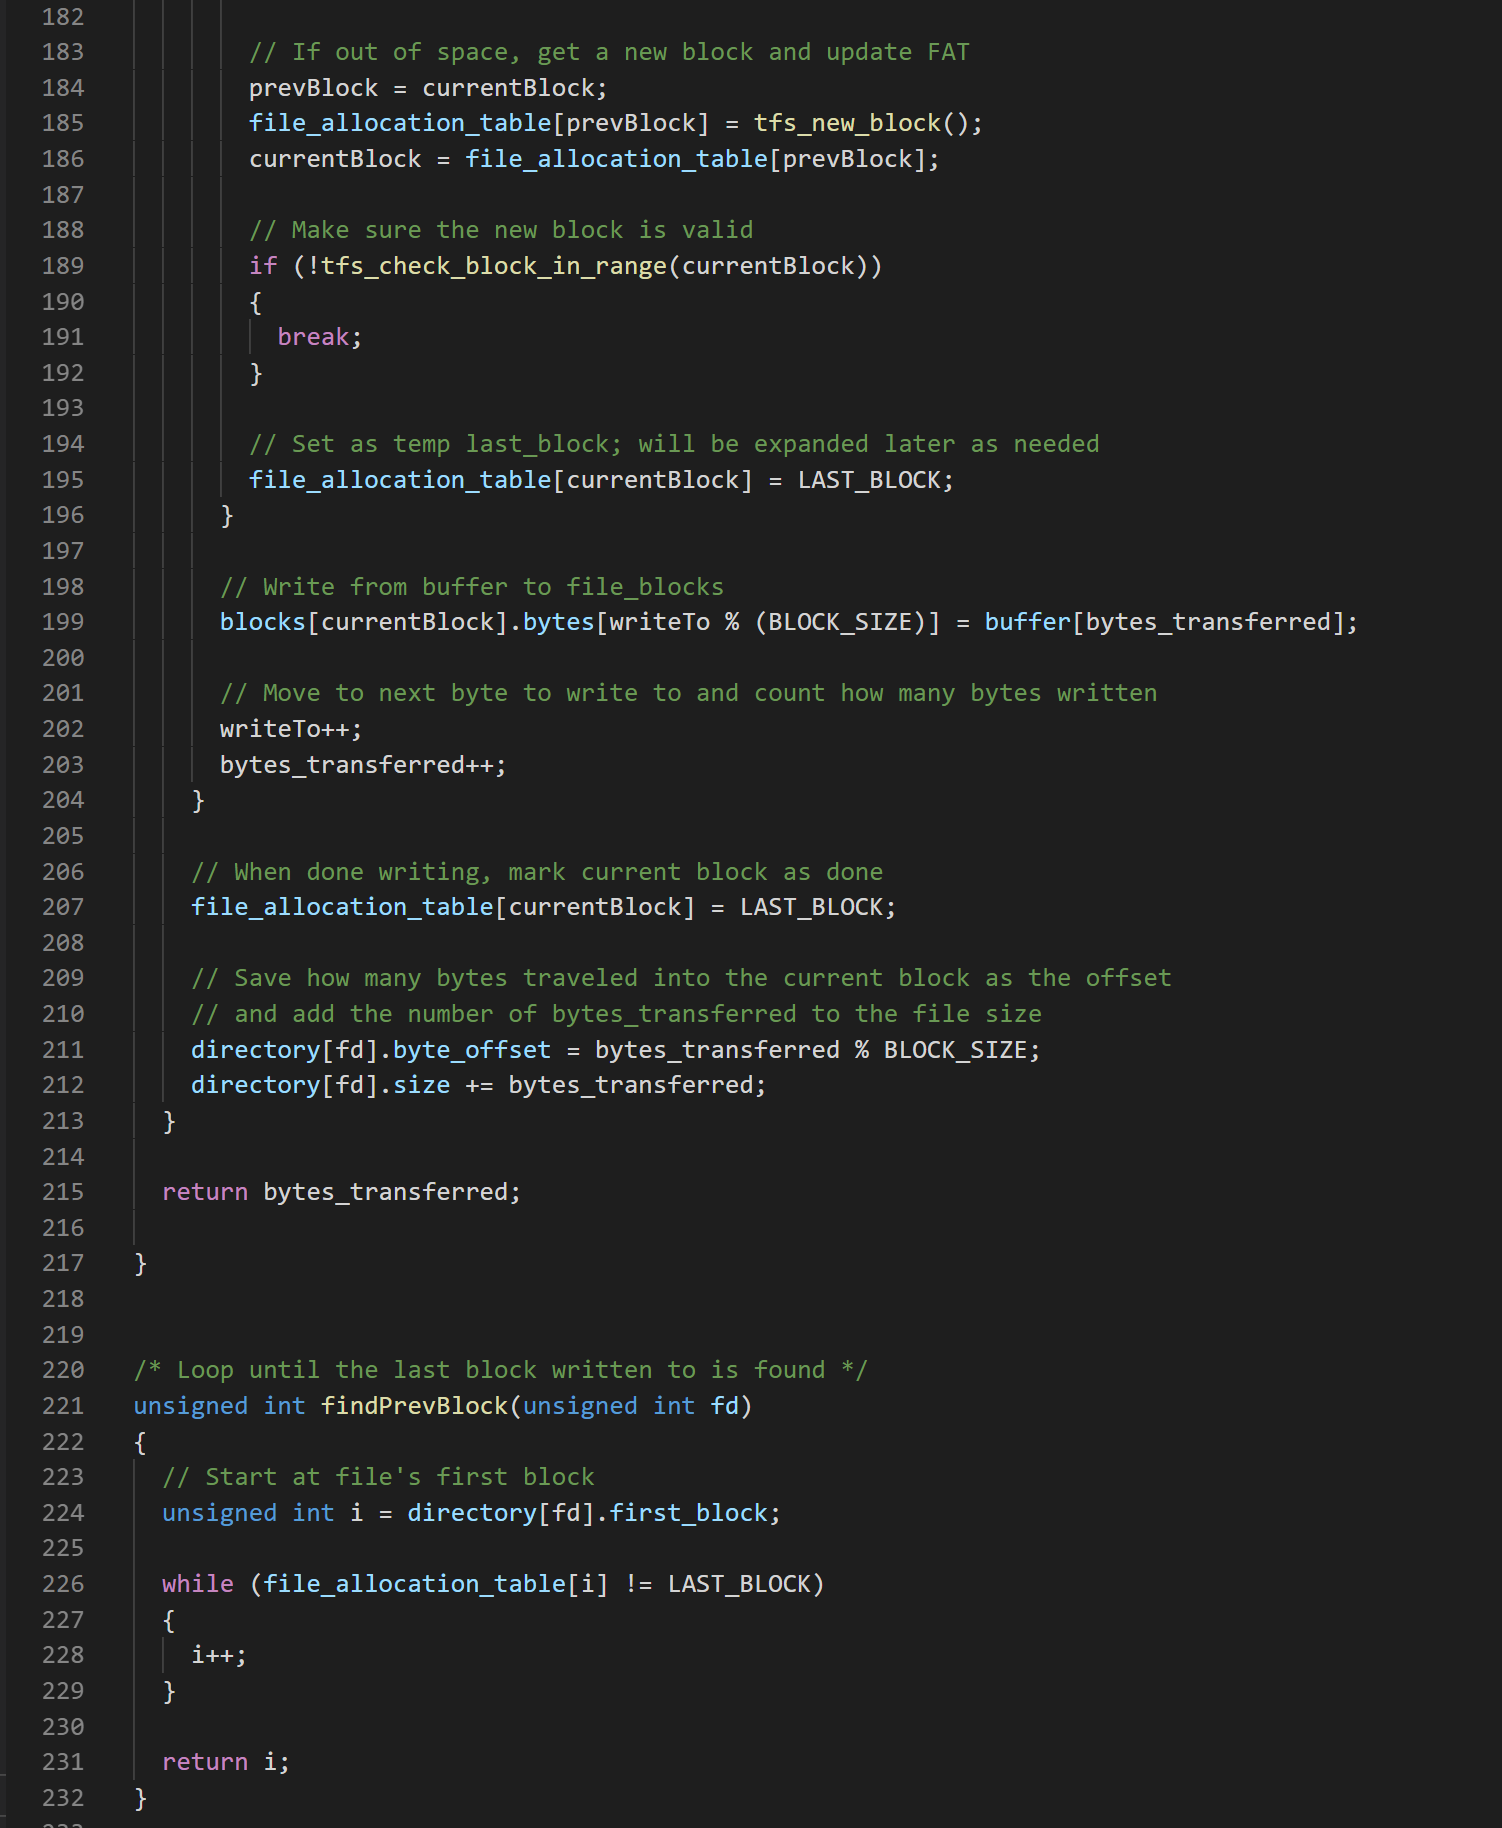 182
183 // If out of space, get a new block and update FAT
184 prevBlock = currentBlock;
185 file_allocation_table[prevBlock] = tfs_new_block();
186 currentBlock = file_allocation_table[prevBlock];
187
188 // Make sure the new block is valid
189 if (!tfs_check_block_in_range(currentBlock))
190 {
191 break;
192 }
193
194 // Set as temp last_block; will be expanded later as needed
195 file_allocation_table[currentBlock] = LAST_BLOCK;
196 }
197
198 // Write from buffer to file_blocks
199 blocks[currentBlock].bytes[writeTo % (BLOCK_SIZE)] = buffer[bytes_transferred];
200
201 // Move to next byte to write to and count how many bytes written
202 writeTo++;
203 bytes_transferred++;
204 }
205
206 // When done writing, mark current block as done
207 file_allocation_table[currentBlock] = LAST_BLOCK;
208
209 // Save how many bytes traveled into the current block as the offset
210 // and add the number of bytes_transferred to the file size
211 directory[fd].byte_offset = bytes_transferred % BLOCK_SIZE;
212 directory[fd].size += bytes_transferred;
213 }
214
215 return bytes_transferred;
216
217 }
218
219
220 /* Loop until the last block written to is found */
221 unsigned int findPrevBlock(unsigned int fd)
222 {
223 // Start at file's first block
224 unsigned int i = directory[fd].first_block;
225
226 while (file_allocation_table[i] != LAST_BLOCK)
227 {
228 i++;
229 }
230
231 return i;
232 }